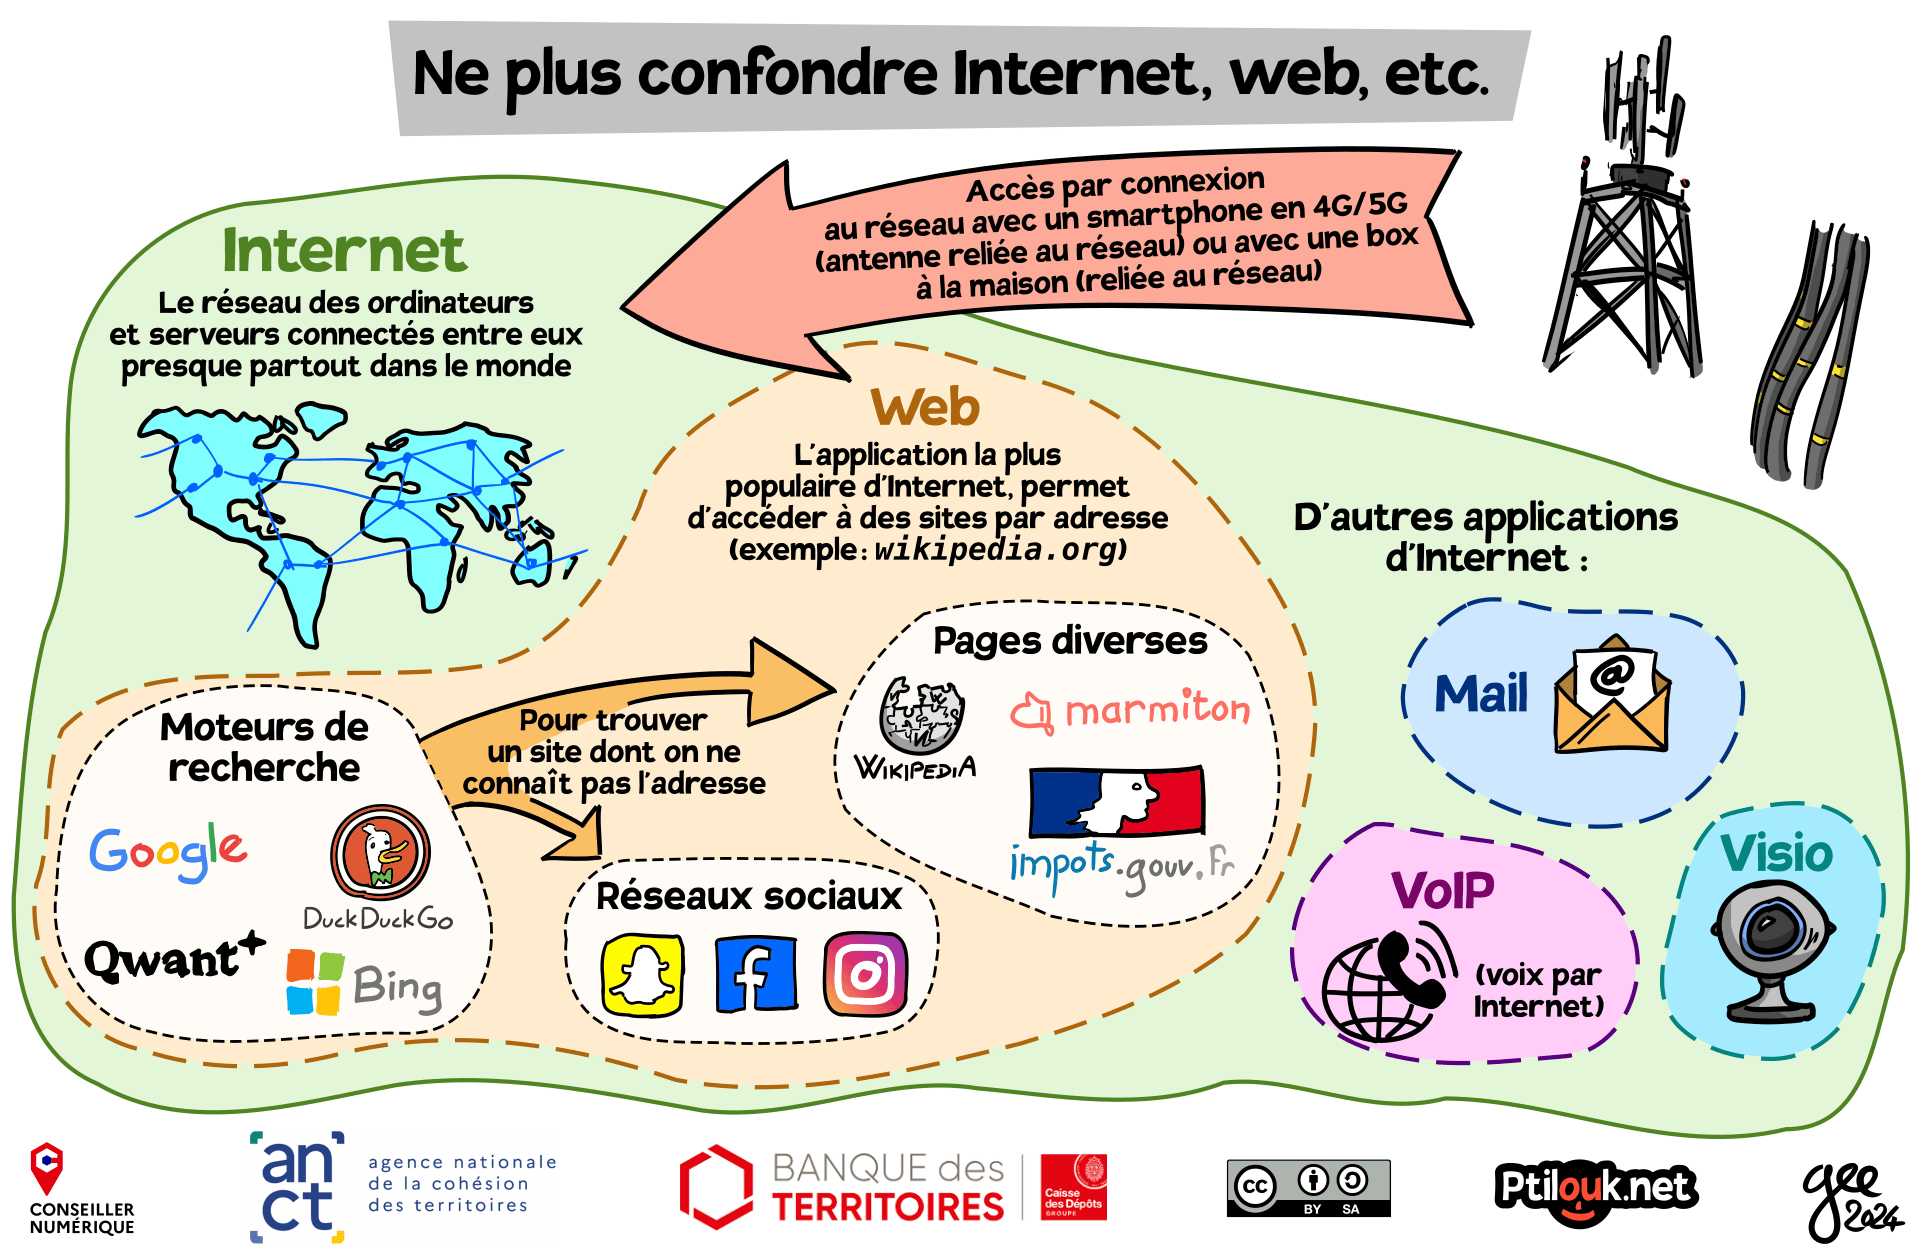 Ne plus confondre Internet, web, etc.
Accès par connexion
au réseau avec un smartphone en 4G/5G
(antenne reliée au réseau) ou avec une box
à la maison (reliée au réseau)
Internet
Le réseau des ordinateurs
et serveurs connectés entre eux
presque partout dans le monde
Web
L'application la plus
populaire d'Internet, permet
d'accéder à des sites par adresse
(exemple: wikipedia.org)
D'autres applications
d'Internet :
Mail
@
VoIP
(voix par
Internet)
Visio
Moteurs de
recherche
Google
DuckDuckGo
Qwant+
Bing
Pour trouver
un site dont on ne
connaît pas l'adresse
Pages diverses
WIKIPEDIA
marmiton
impots.gouv.fr
Réseaux sociaux
f
CONSEILLER
NUMÉRIQUE
an
ct
agence nationale
de la cohésion
des territoires
BANQUE des
TERRITOIRES
Caisse
des Dépôts
GROUPE
cc
BY SA
Ptilouk.net
gee
2024